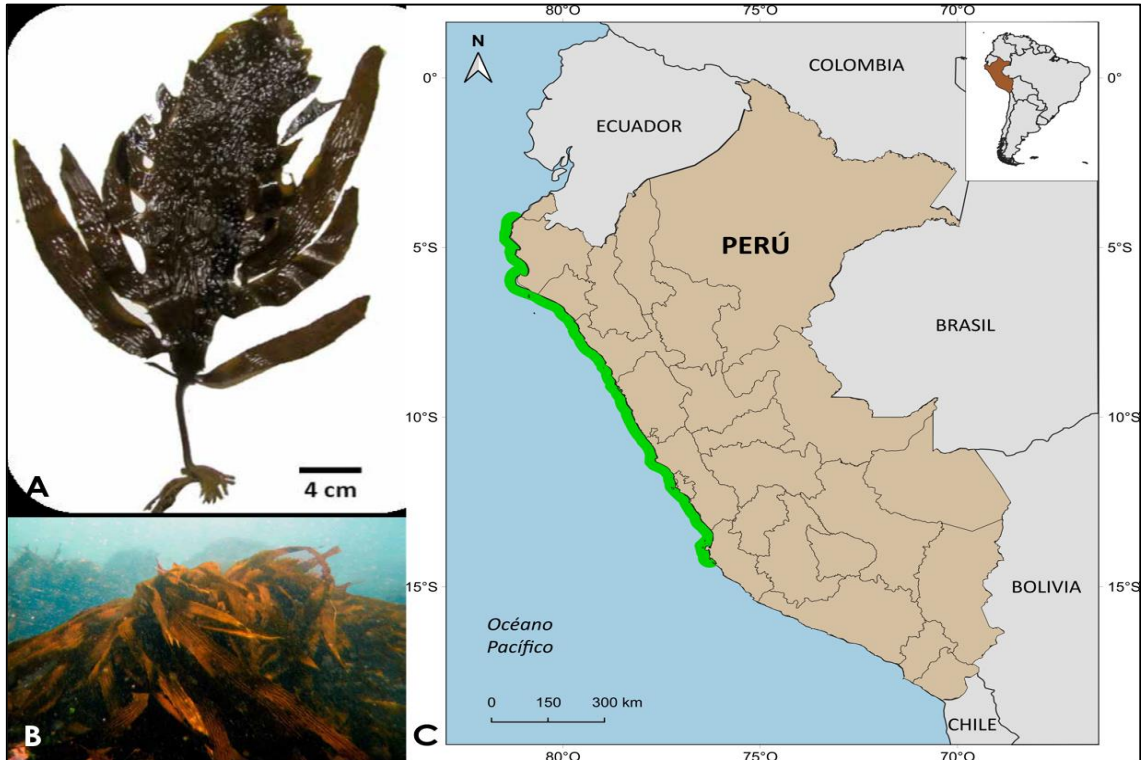 A
4 cm
B
80°O
75°O
70°O
N
COLOMBIA
0°
0°
ECUADOR
5°S
PERÚ
5°S
BRASIL
10°S
10°S
15°S
BOLIVIA
15°S
Océano
Pacífico
0 150 300 km
C
CHILE
80°O
75°O
70°O